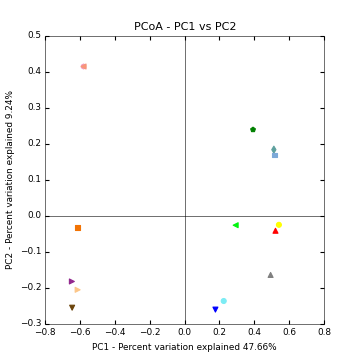 PCoA - PC1 vs PC2
0.5
0.4
0.3
0.2
0.1
0.0
−0.1
−0.2
−0.3
PC2 - Percent variation explained 9.24%
−0.8 −0.6 −0.4 −0.2 0.0 0.2 0.4 0.6 0.8
PC1 - Percent variation explained 47.66%